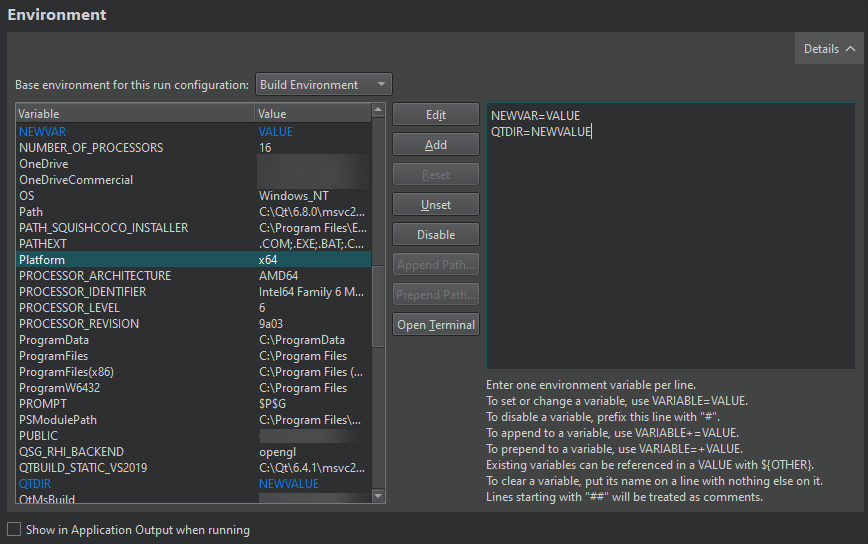 Environment
Details
Base environment for this run configuration: Build Environment
Variable Value
NEWVAR VALUE
NUMBER_OF_PROCESSORS 16
OneDrive
OneDriveCommercial
OS Windows_NT
Path C:\Qt\6.8.0\msvc2...
PATH_SQUISHCOCO_INSTALLER C:\Program Files\E...
PATHEXT .COM;.EXE;.BAT;.C...
Platform x64
PROCESSOR_ARCHITECTURE AMD64
PROCESSOR_IDENTIFIER Intel64 Family 6 M...
PROCESSOR_LEVEL 6
PROCESSOR_REVISION 9a03
ProgramData C:\ProgramData
ProgramFiles C:\Program Files
ProgramFiles(x86) C:\Program Files (...
ProgramW6432 C:\Program Files
PROMPT $P$G
PSModulePath C:\Program Files\...
PUBLIC
QSG_RHI_BACKEND opengl
QTBUILD_STATIC_VS2019 C:\Qt\6.4.1\msvc2...
QTDIR NEWVALUE
QtMsBuild
Edit
Add
Reset
Unset
Disable
Append Path...
Prepend Path...
Open Terminal
NEWVAR=VALUE
QTDIR=NEWVALUE
Enter one environment variable per line.
To set or change a variable, use VARIABLE=VALUE.
To disable a variable, prefix this line with "#".
To append to a variable, use VARIABLE+=VALUE.
To prepend to a variable, use VARIABLE=+VALUE.
Existing variables can be referenced in a VALUE with ${OTHER}.
To clear a variable, put its name on a line with nothing else on it.
Lines starting with "##" will be treated as comments.
Show in Application Output when running